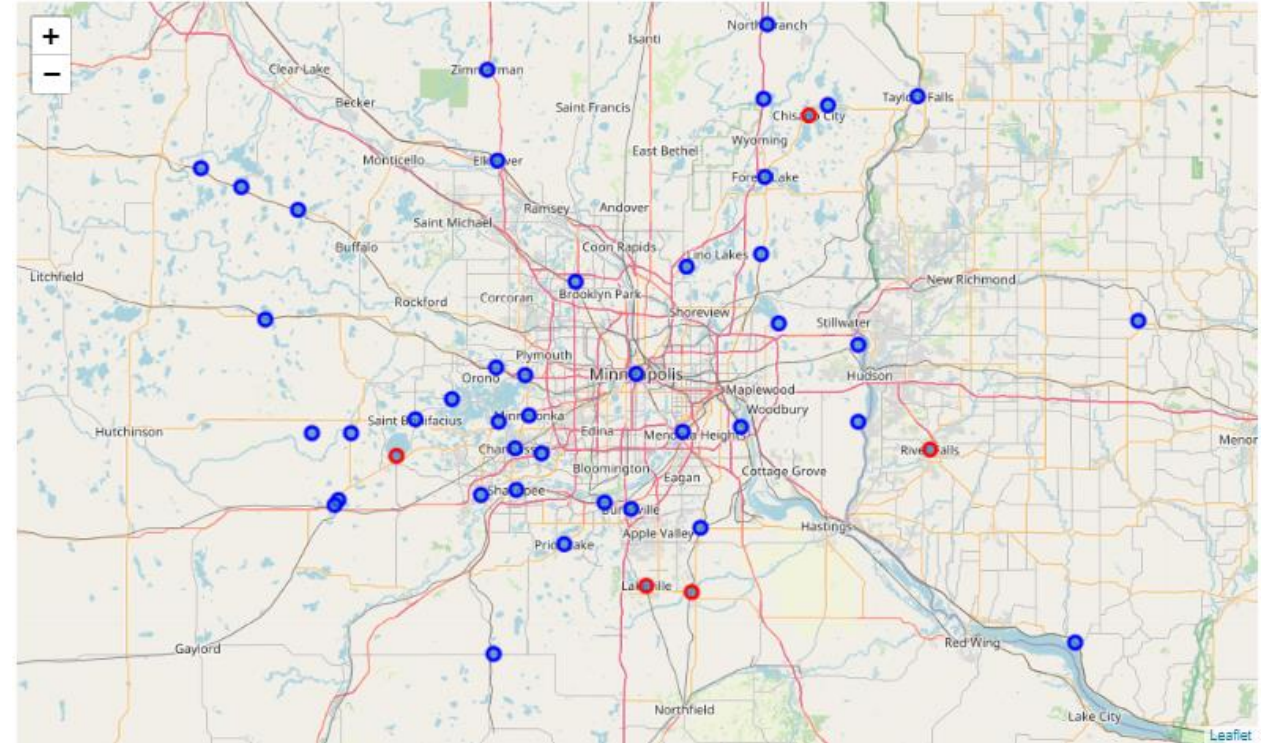 +
−
North Branch
Isanti
Clear Lake
Zimmerman
Becker
Saint Francis
Taylors Falls
Chisago City
Wyoming
East Bethel
Monticello
Elk River
Forest Lake
Ramsey
Andover
Saint Michael
Coon Rapids
Buffalo
Lino Lakes
Litchfield
New Richmond
Brooklyn Park
Corcoran
Rockford
Shoreview
Stillwater
Plymouth
Minneapolis
Orono
Hudson
Maplewood
Woodbury
Minnetonka
Saint Bonifacius
Hutchinson
Edina
Mendota Heights
Menor
Chanhassen
River Falls
Bloomington
Cottage Grove
Eagan
Shakopee
Burnsville
Hastings
Apple Valley
Prior Lake
Lakeville
Red Wing
Gaylord
Northfield
Lake City
Leaflet